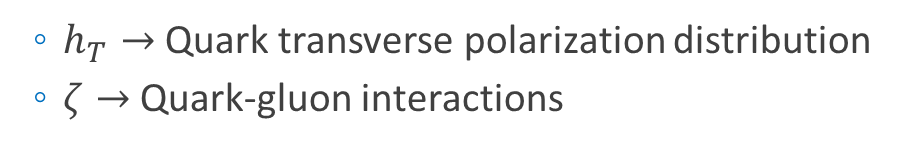 ◦ h_T → Quark transverse polarization distribution
◦ ζ → Quark-gluon interactions